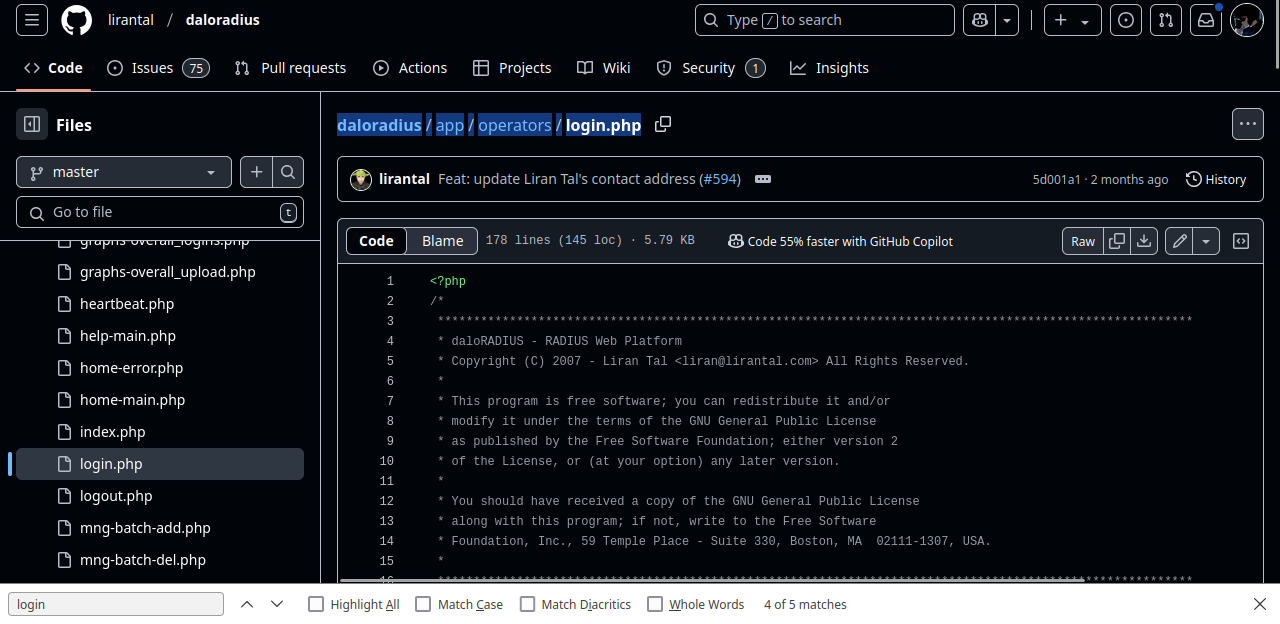 lirantal / daloradius
Type / to search
Code
Issues 75
Pull requests
Actions
Projects
Wiki
Security 1
Insights
Files
master
Go to file t
graphs-overall_logins.php
graphs-overall_upload.php
heartbeat.php
help-main.php
home-error.php
home-main.php
index.php
login.php
logout.php
mng-batch-add.php
mng-batch-del.php
daloradius / app / operators / login.php
lirantal Feat: update Liran Tal's contact address (#594)
5d001a1 · 2 months ago
History
Code Blame 178 lines (145 loc) · 5.79 KB Code 55% faster with GitHub Copilot Raw
1 <?php
2 /*
3 *********************************************************************************************************
4 * daloRADIUS - RADIUS Web Platform
5 * Copyright (C) 2007 - Liran Tal <liran@lirantal.com> All Rights Reserved.
6 *
7 * This program is free software; you can redistribute it and/or
8 * modify it under the terms of the GNU General Public License
9 * as published by the Free Software Foundation; either version 2
10 * of the License, or (at your option) any later version.
11 *
12 * You should have received a copy of the GNU General Public License
13 * along with this program; if not, write to the Free Software
14 * Foundation, Inc., 59 Temple Place - Suite 330, Boston, MA  02111-1307, USA.
15 *
16 *********************************************************************************************************
login Highlight All Match Case Match Diacritics Whole Words 4 of 5 matches